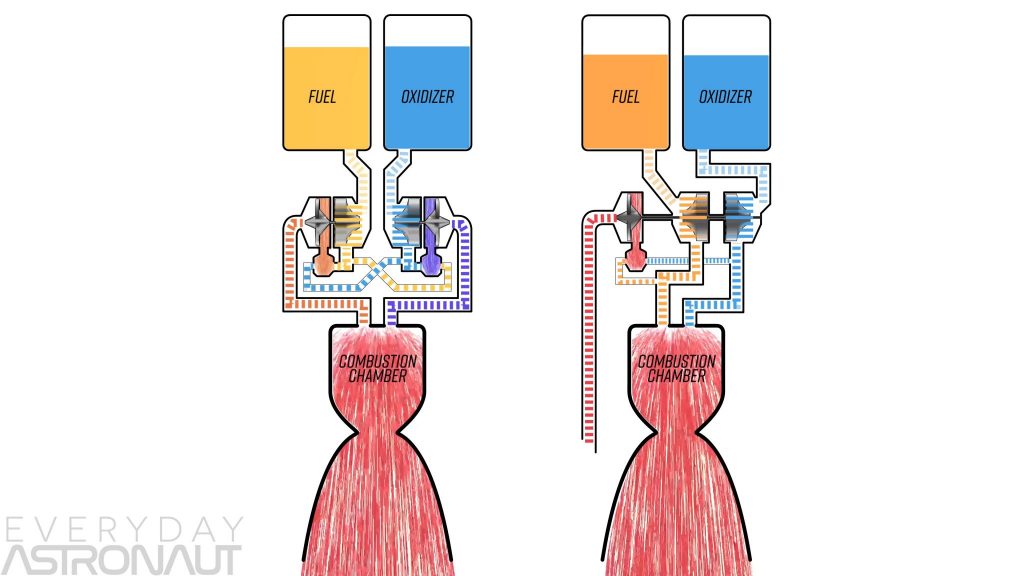 FUEL
OXIDIZER
FUEL
OXIDIZER
COMBUSTION
CHAMBER
COMBUSTION
CHAMBER
EVERYDAY
ASTRONAUT